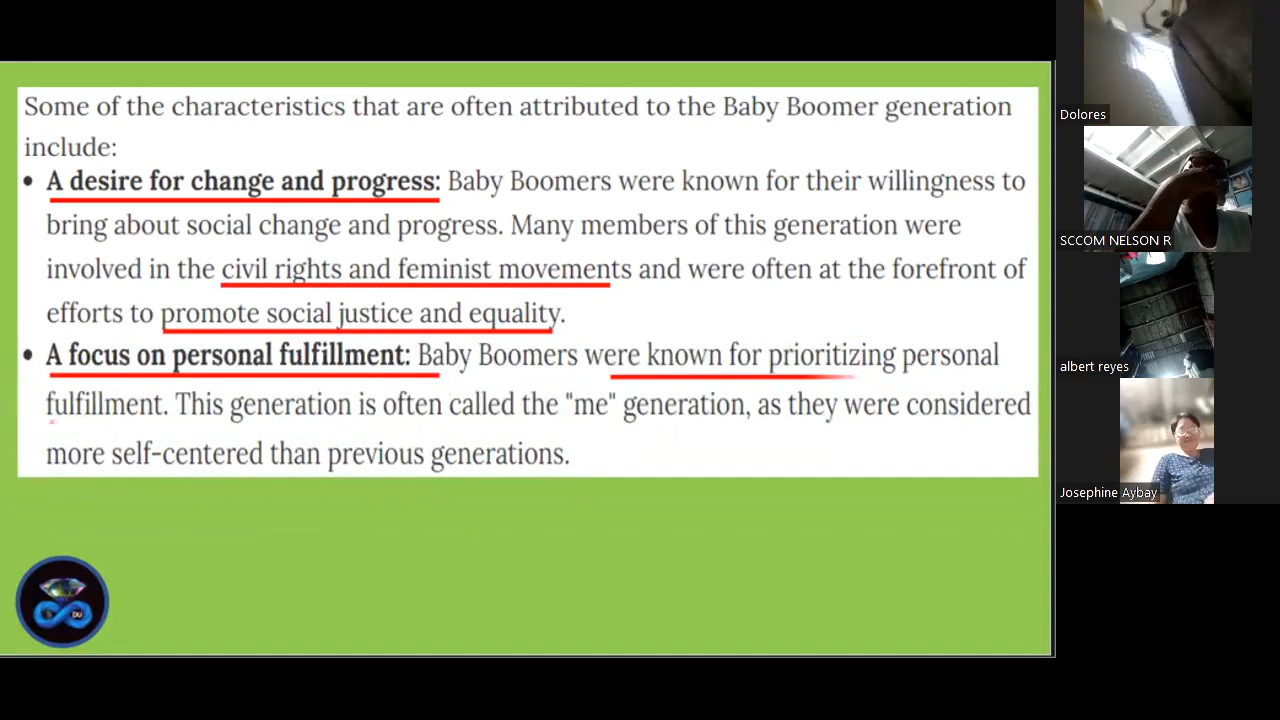 Some of the characteristics that are often attributed to the Baby Boomer generation
include:
• A desire for change and progress: Baby Boomers were known for their willingness to
bring about social change and progress. Many members of this generation were
involved in the civil rights and feminist movements and were often at the forefront of
efforts to promote social justice and equality.
• A focus on personal fulfillment: Baby Boomers were known for prioritizing personal
fulfillment. This generation is often called the "me" generation, as they were considered
more self-centered than previous generations.
DU
Dolores
SCCOM NELSON R
albert reyes
Josephine Aybay